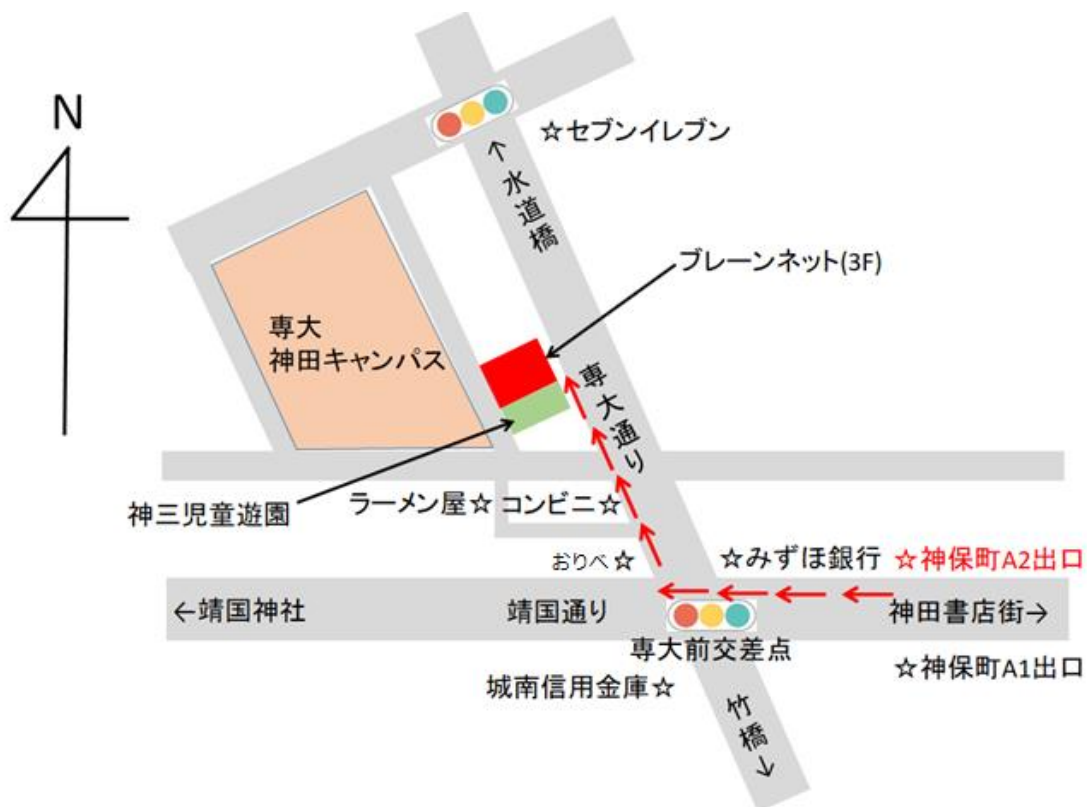 N
☆セブンイレブン
↑水道橋
ブレーンネット(3F)
専大
神田キャンパス
専大通り
神三児童遊園
ラーメン屋☆
コンビニ☆
おりべ☆
☆みずほ銀行
☆神保町A2出口
←靖国神社
靖国通り
神田書店街→
専大前交差点
城南信用金庫☆
☆神保町A1出口
竹橋↓